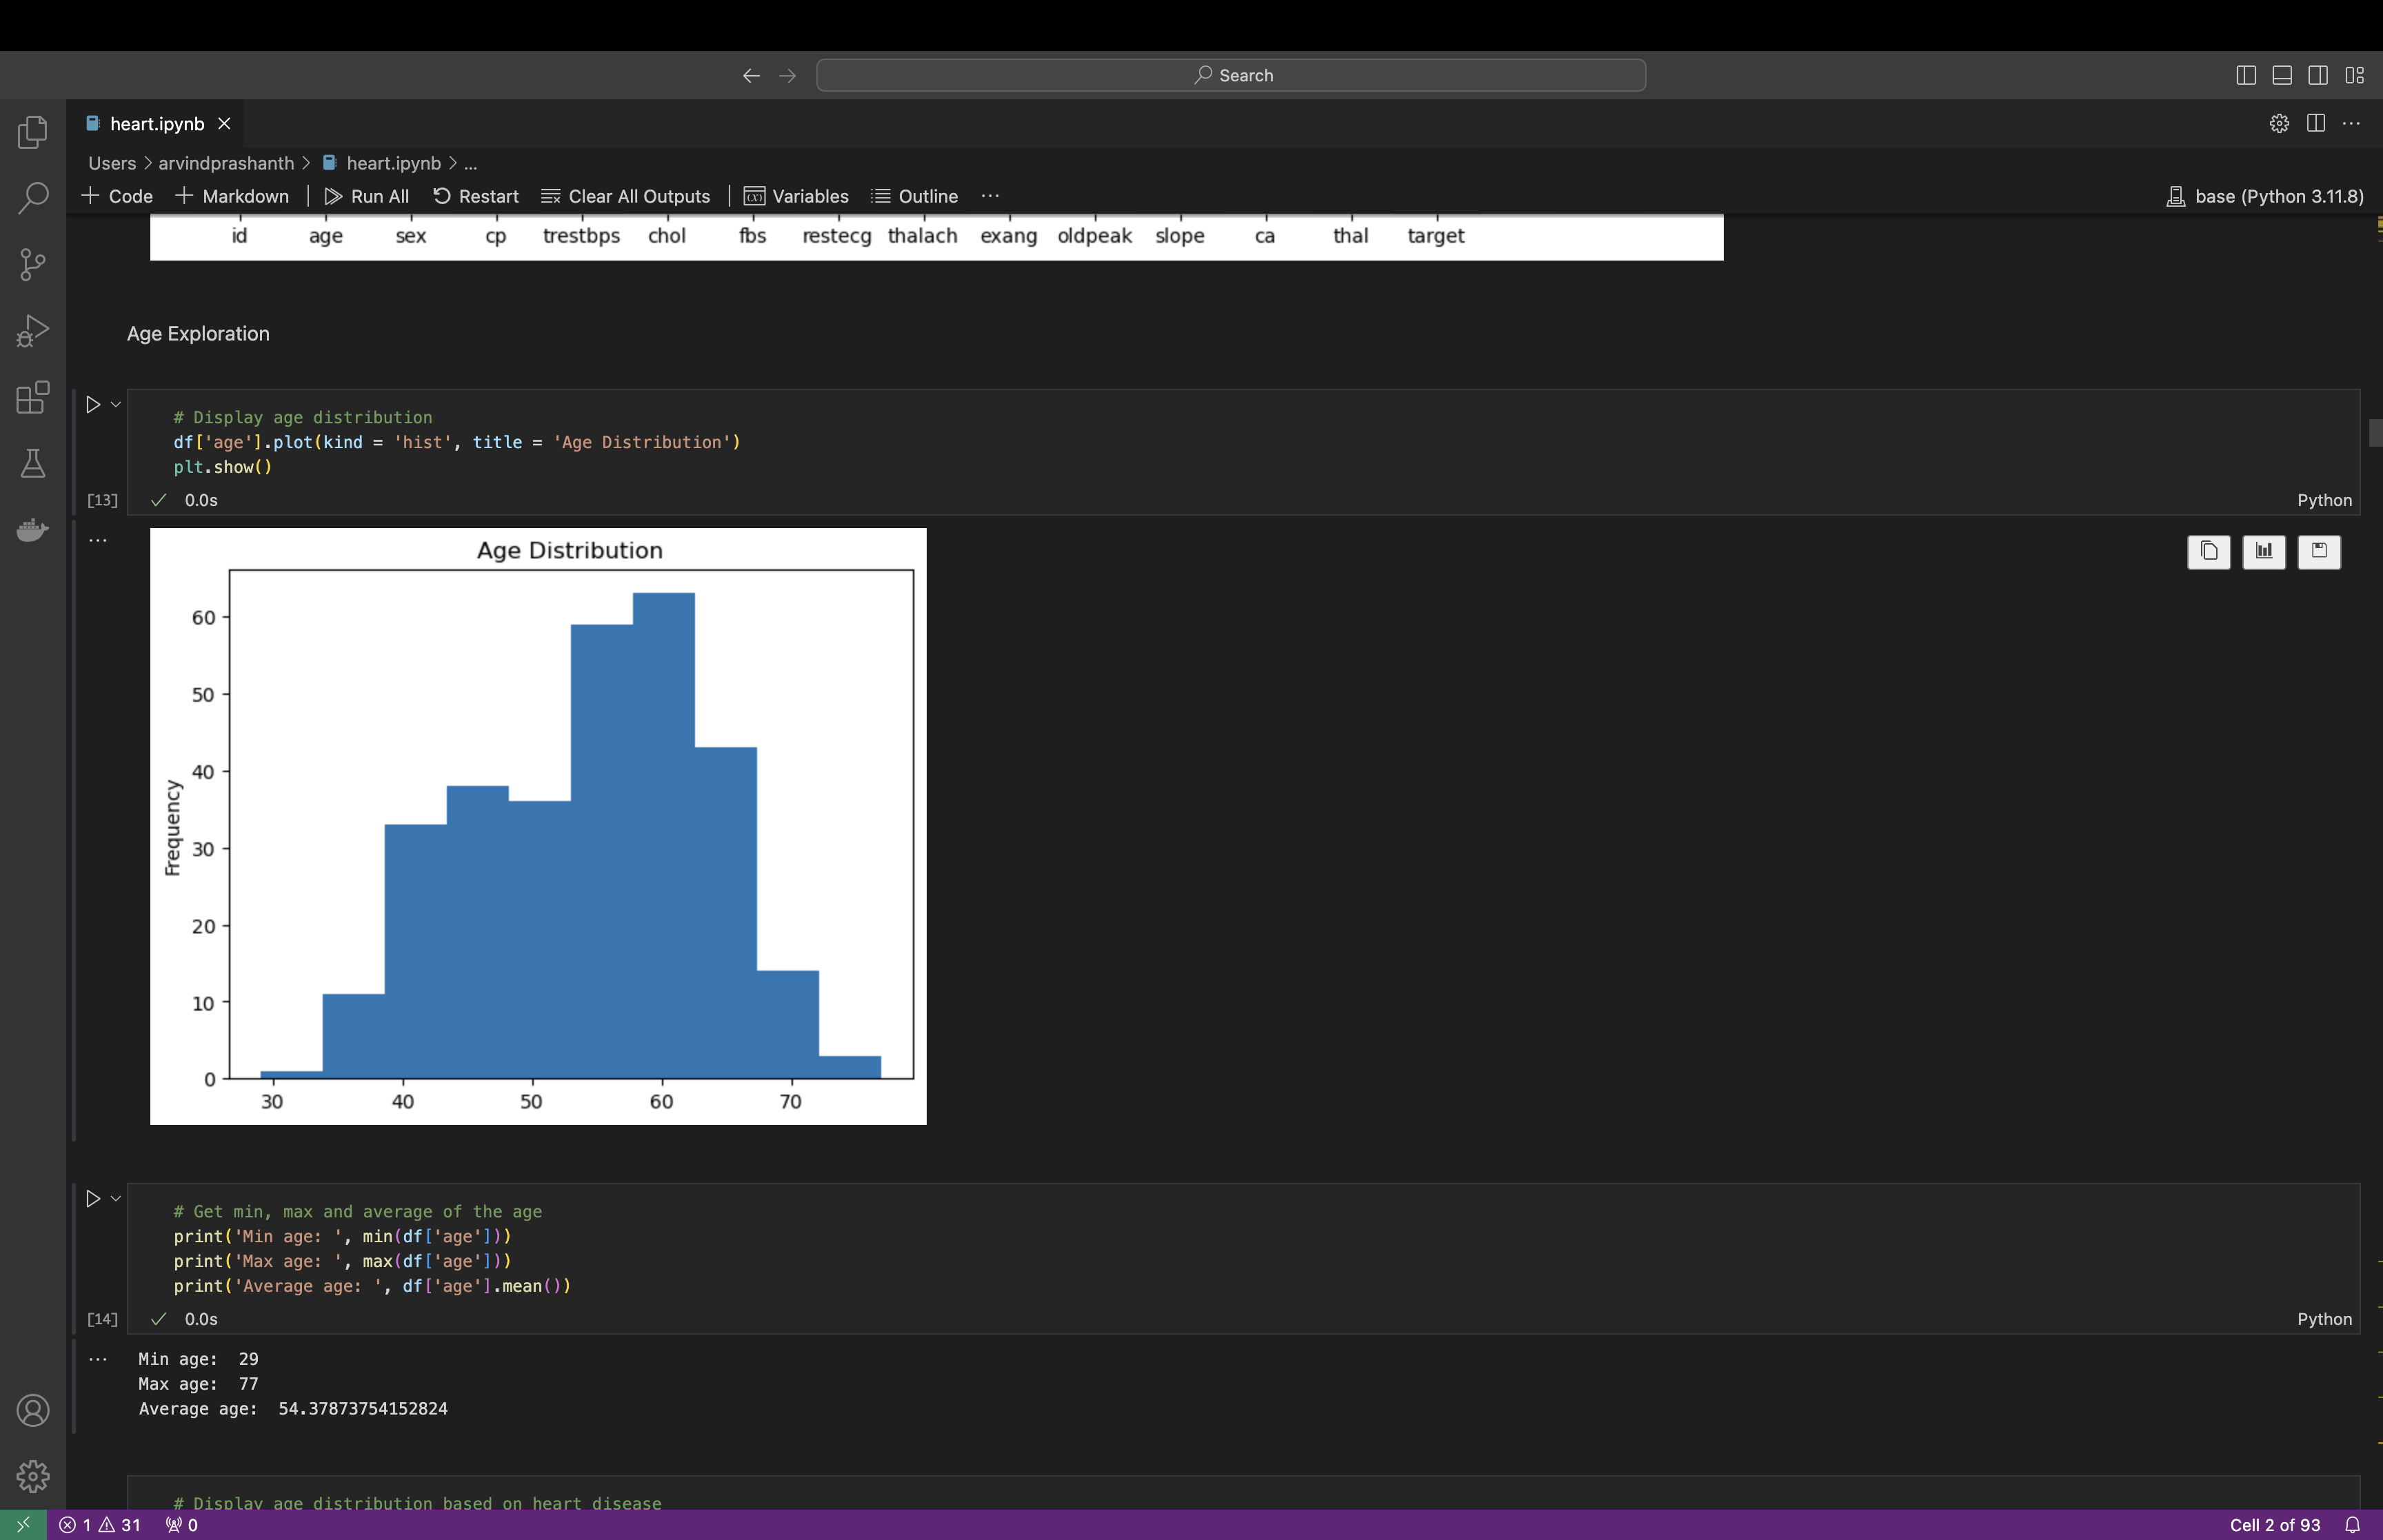 Search
heart.ipynb
Users > arvindprashanth > heart.ipynb > ...
Code Markdown Run All Restart Clear All Outputs Variables Outline ... base (Python 3.11.8)
id age sex cp trestbps chol fbs restecg thalach exang oldpeak slope ca thal target
Age Exploration
# Display age distribution
df['age'].plot(kind = 'hist', title = 'Age Distribution')
plt.show()
[13] 0.0s Python
...
Age Distribution
Frequency
60
50
40
30
20
10
0
30 40 50 60 70
# Get min, max and average of the age
print('Min age: ', min(df['age']))
print('Max age: ', max(df['age']))
print('Average age: ', df['age'].mean())
[14] 0.0s Python
... Min age:  29
Max age:  77
Average age:  54.37873754152824
# Display age distribution based on heart disease
1 31 0 Cell 2 of 93